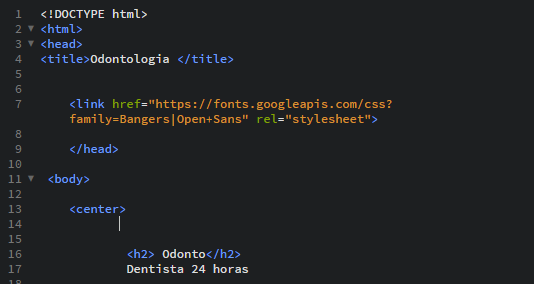 1 <!DOCTYPE html>
2 <html>
3 <head>
4 <title>Odontologia </title>
5
6
7 <link href="https://fonts.googleapis.com/css?
family=Bangers|Open+Sans" rel="stylesheet">
8
9 </head>
10
11 <body>
12
13 <center>
14
15
16 <h2> Odonto</h2>
17 Dentista 24 horas
18